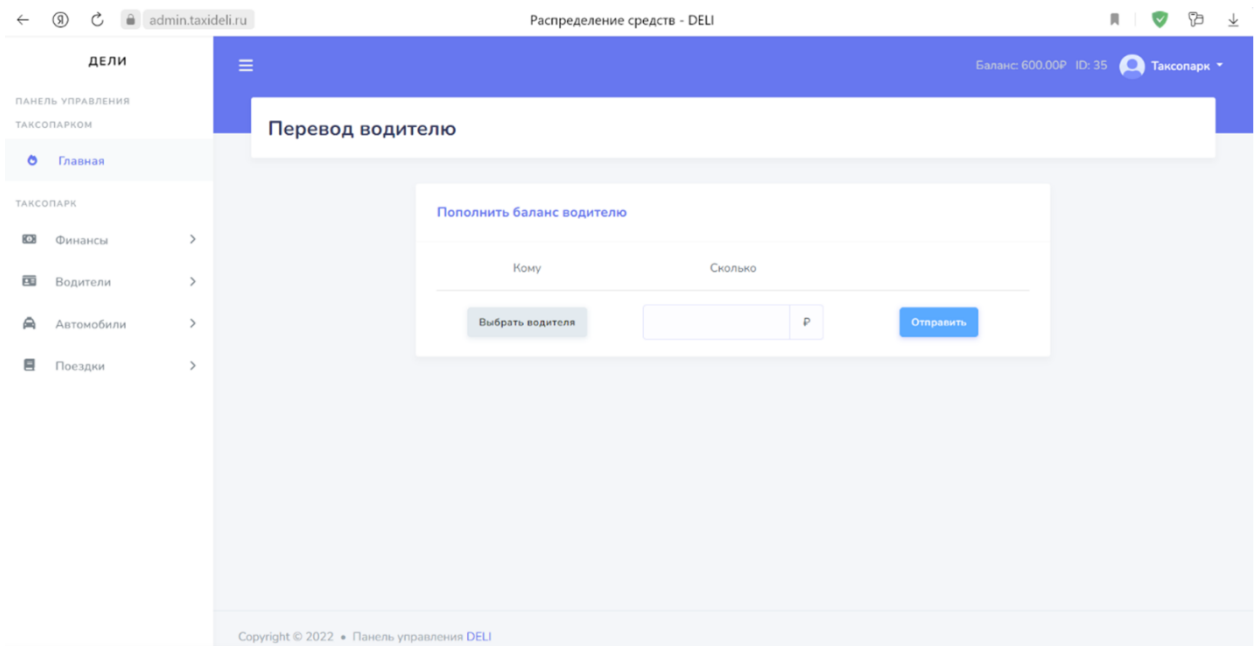 admin.taxideli.ru
Распределение средств - DELI
ДЕЛИ
ПАНЕЛЬ УПРАВЛЕНИЯ
ТАКСОПАРКОМ
Главная
ТАКСОПАРК
Финансы
Водители
Автомобили
Поездки
Баланс: 600.00₽ ID: 35 Таксопарк
Перевод водителю
Пополнить баланс водителю
Кому Сколько
Выбрать водителя ₽ Отправить
Copyright © 2022 • Панель управления DELI